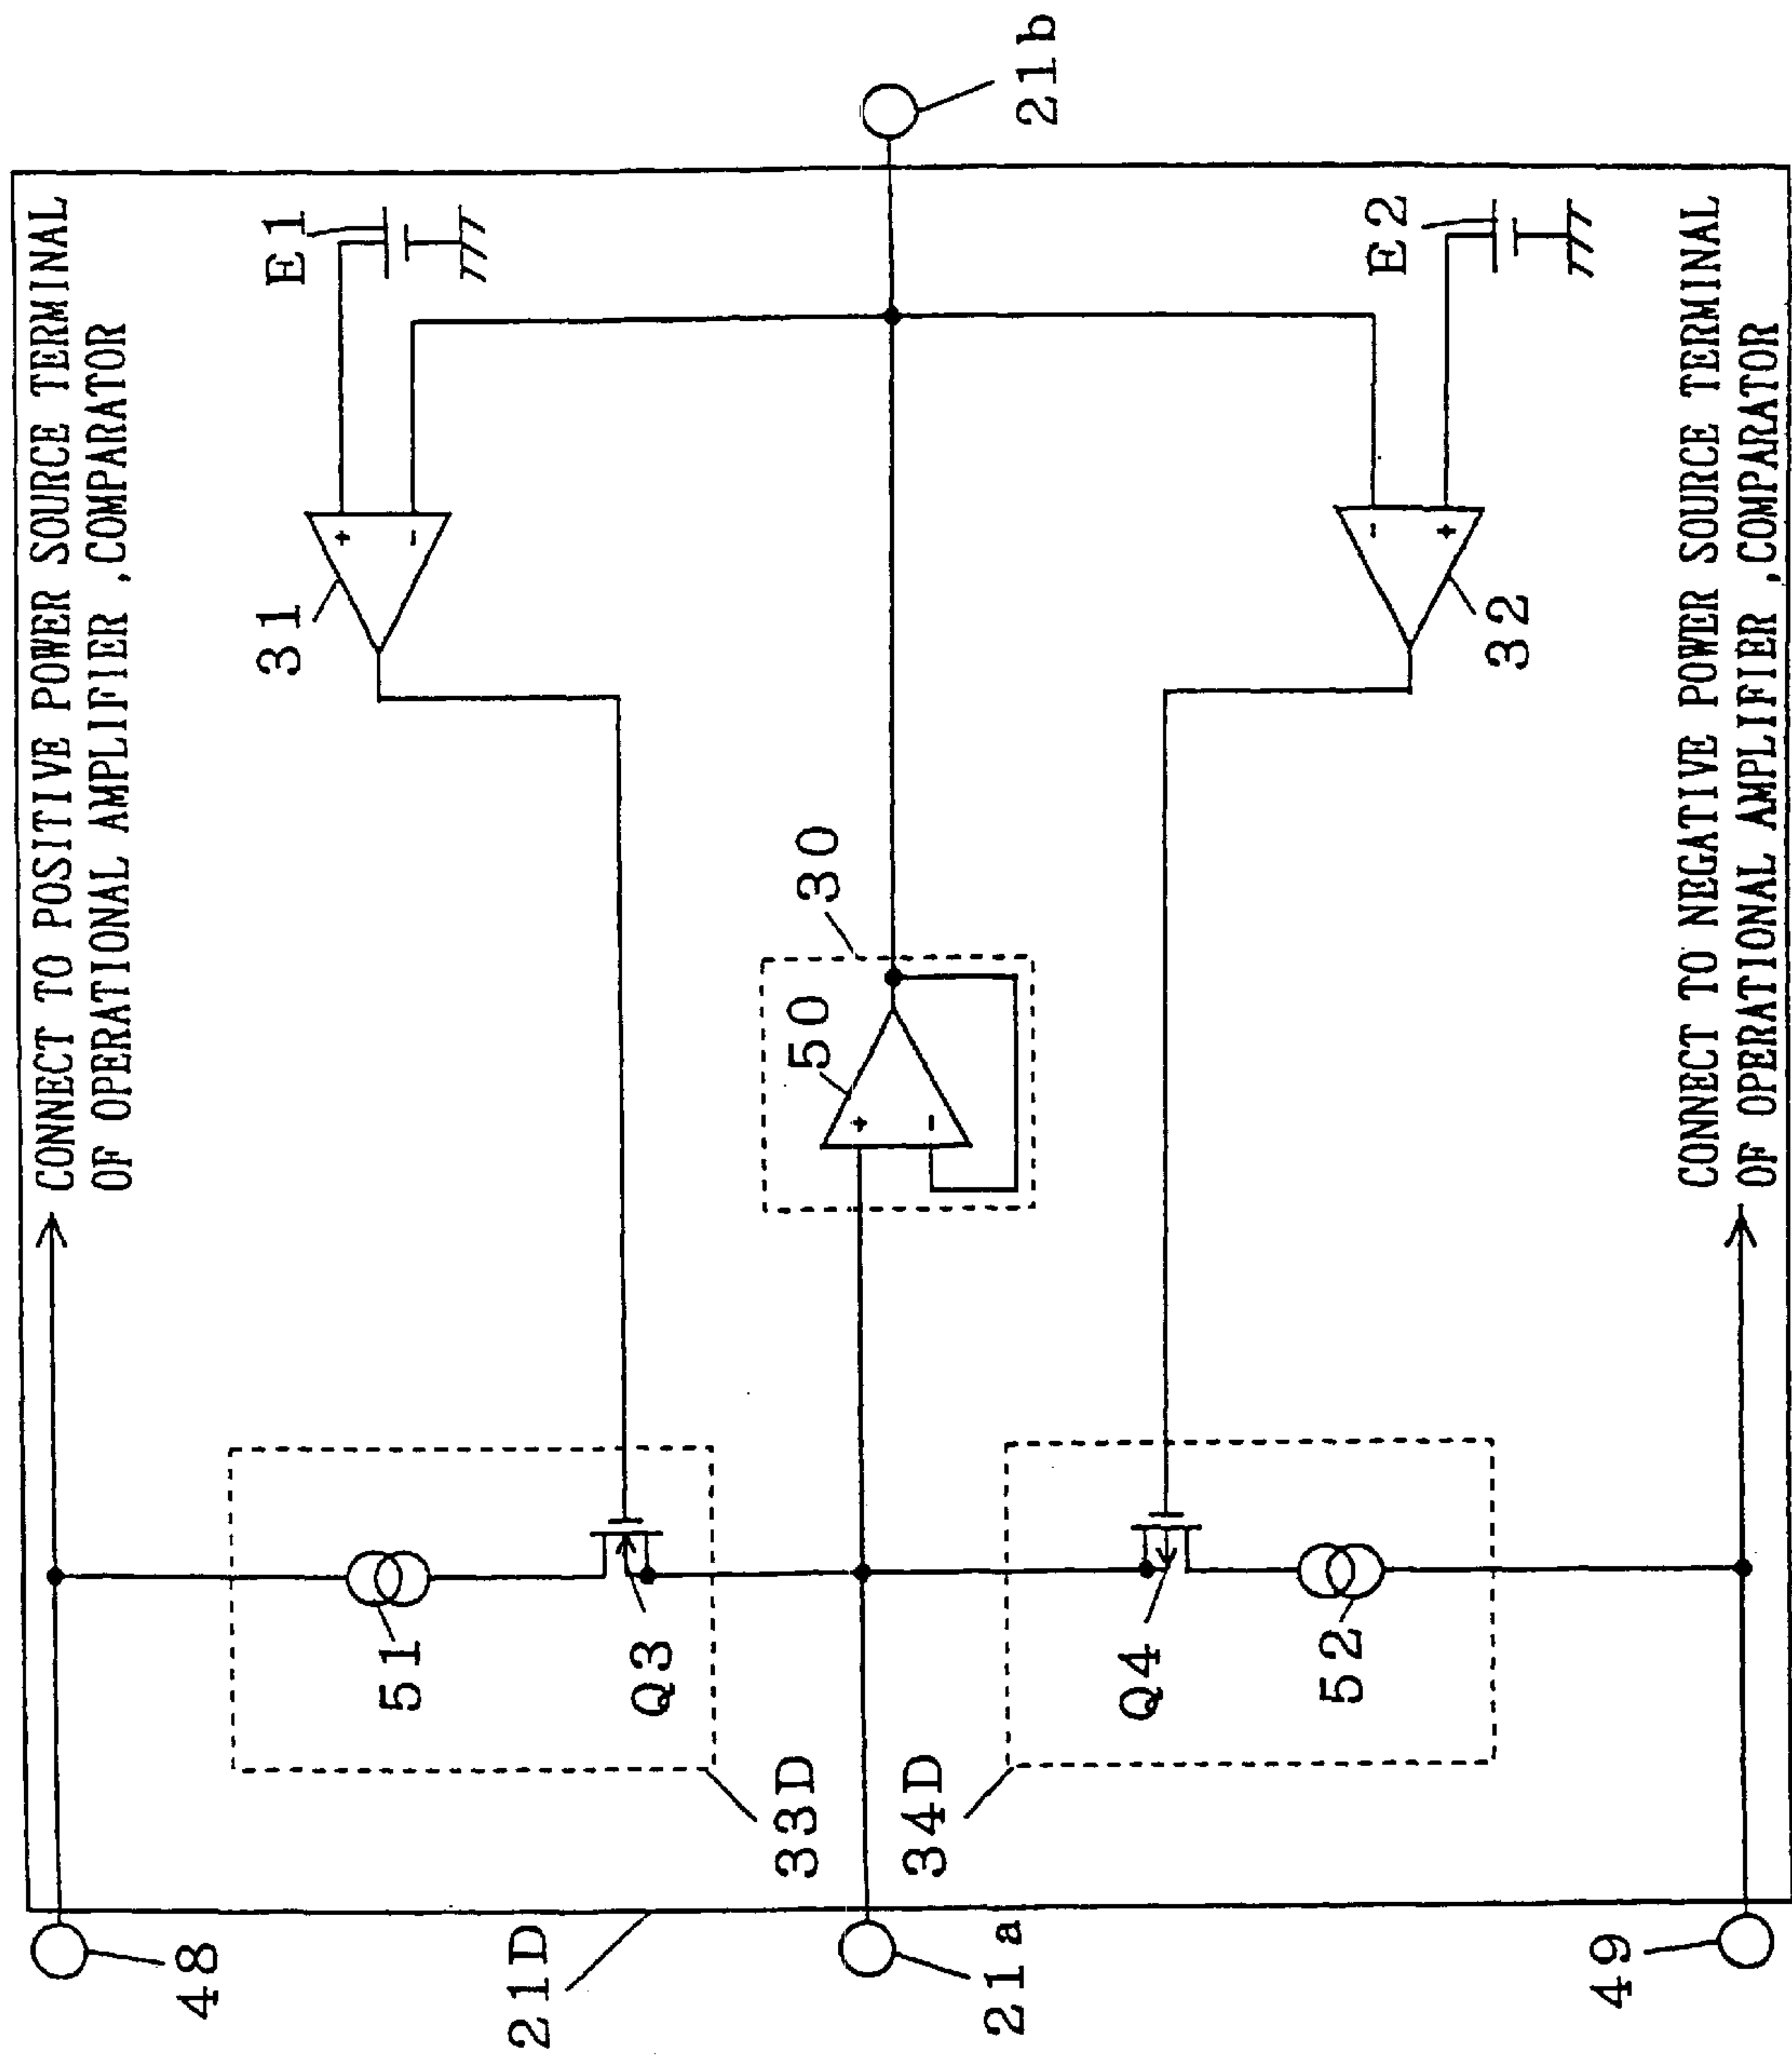 CONNECT TO POSITIVE POWER SOURCE TERMINAL
OF OPERATIONAL AMPLIFIER ,COMPARATOR
48
51
Q3
33D
31
+
-
E1
21D
21a
50
+
-
30
21b
34D
Q4
52
32
-
+
E2
49
CONNECT TO NEGATIVE POWER SOURCE TERMINAL
OF OPERATIONAL AMPLIFIER ,COMPARATOR